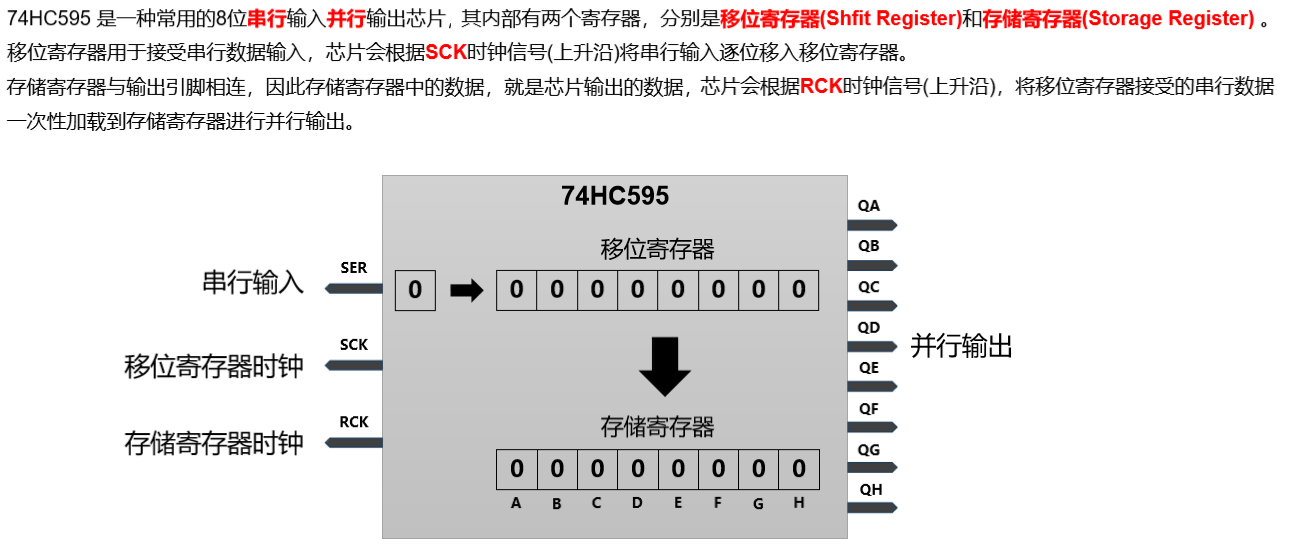 74HC595 是一种常用的8位串行输入并行输出芯片, 其内部有两个寄存器，分别是移位寄存器(Shfit Register)和存储寄存器(Storage Register) 。
移位寄存器用于接受串行数据输入，芯片会根据SCK时钟信号(上升沿)将串行输入逐位移入移位寄存器。
存储寄存器与输出引脚相连，因此存储寄存器中的数据，就是芯片输出的数据，芯片会根据RCK时钟信号(上升沿)，将移位寄存器接受的串行数据
一次性加载到存储寄存器进行并行输出。
74HC595
QA
移位寄存器
QB
串行输入
SER
0
0 0 0 0 0 0 0 0
QC
QD
并行输出
移位寄存器时钟
SCK
QE
QF
存储寄存器时钟
RCK
存储寄存器
QG
0 0 0 0 0 0 0 0
QH
A B C D E F G H